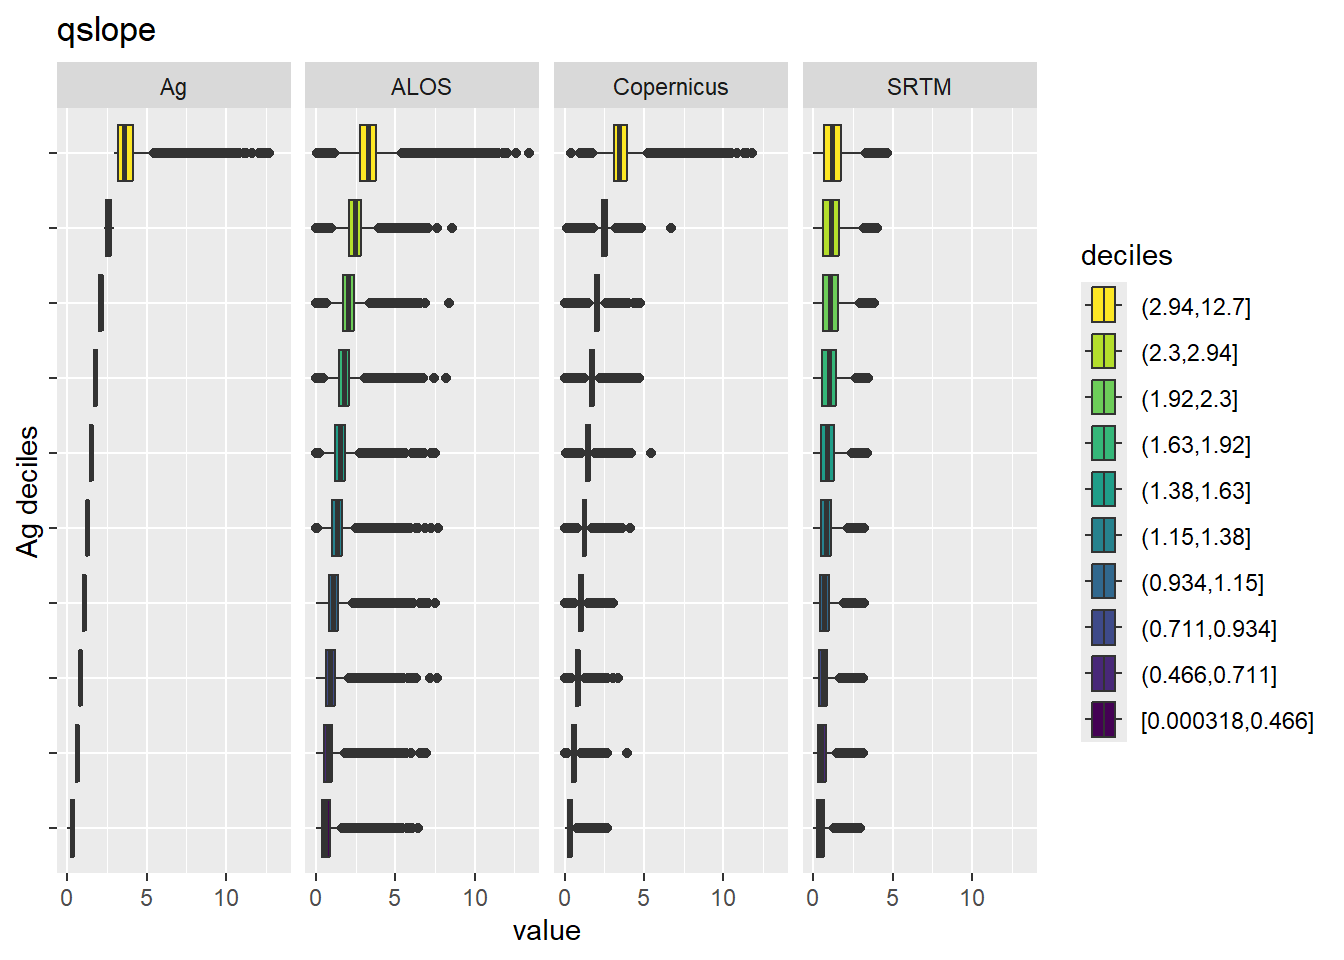 qslope
Ag
ALOS
Copernicus
SRTM
Ag deciles
0 5 10
0 5 10
0 5 10
0 5 10
value
deciles
(2.94,12.7]
(2.3,2.94]
(1.92,2.3]
(1.63,1.92]
(1.38,1.63]
(1.15,1.38]
(0.934,1.15]
(0.711,0.934]
(0.466,0.711]
[0.000318,0.466]